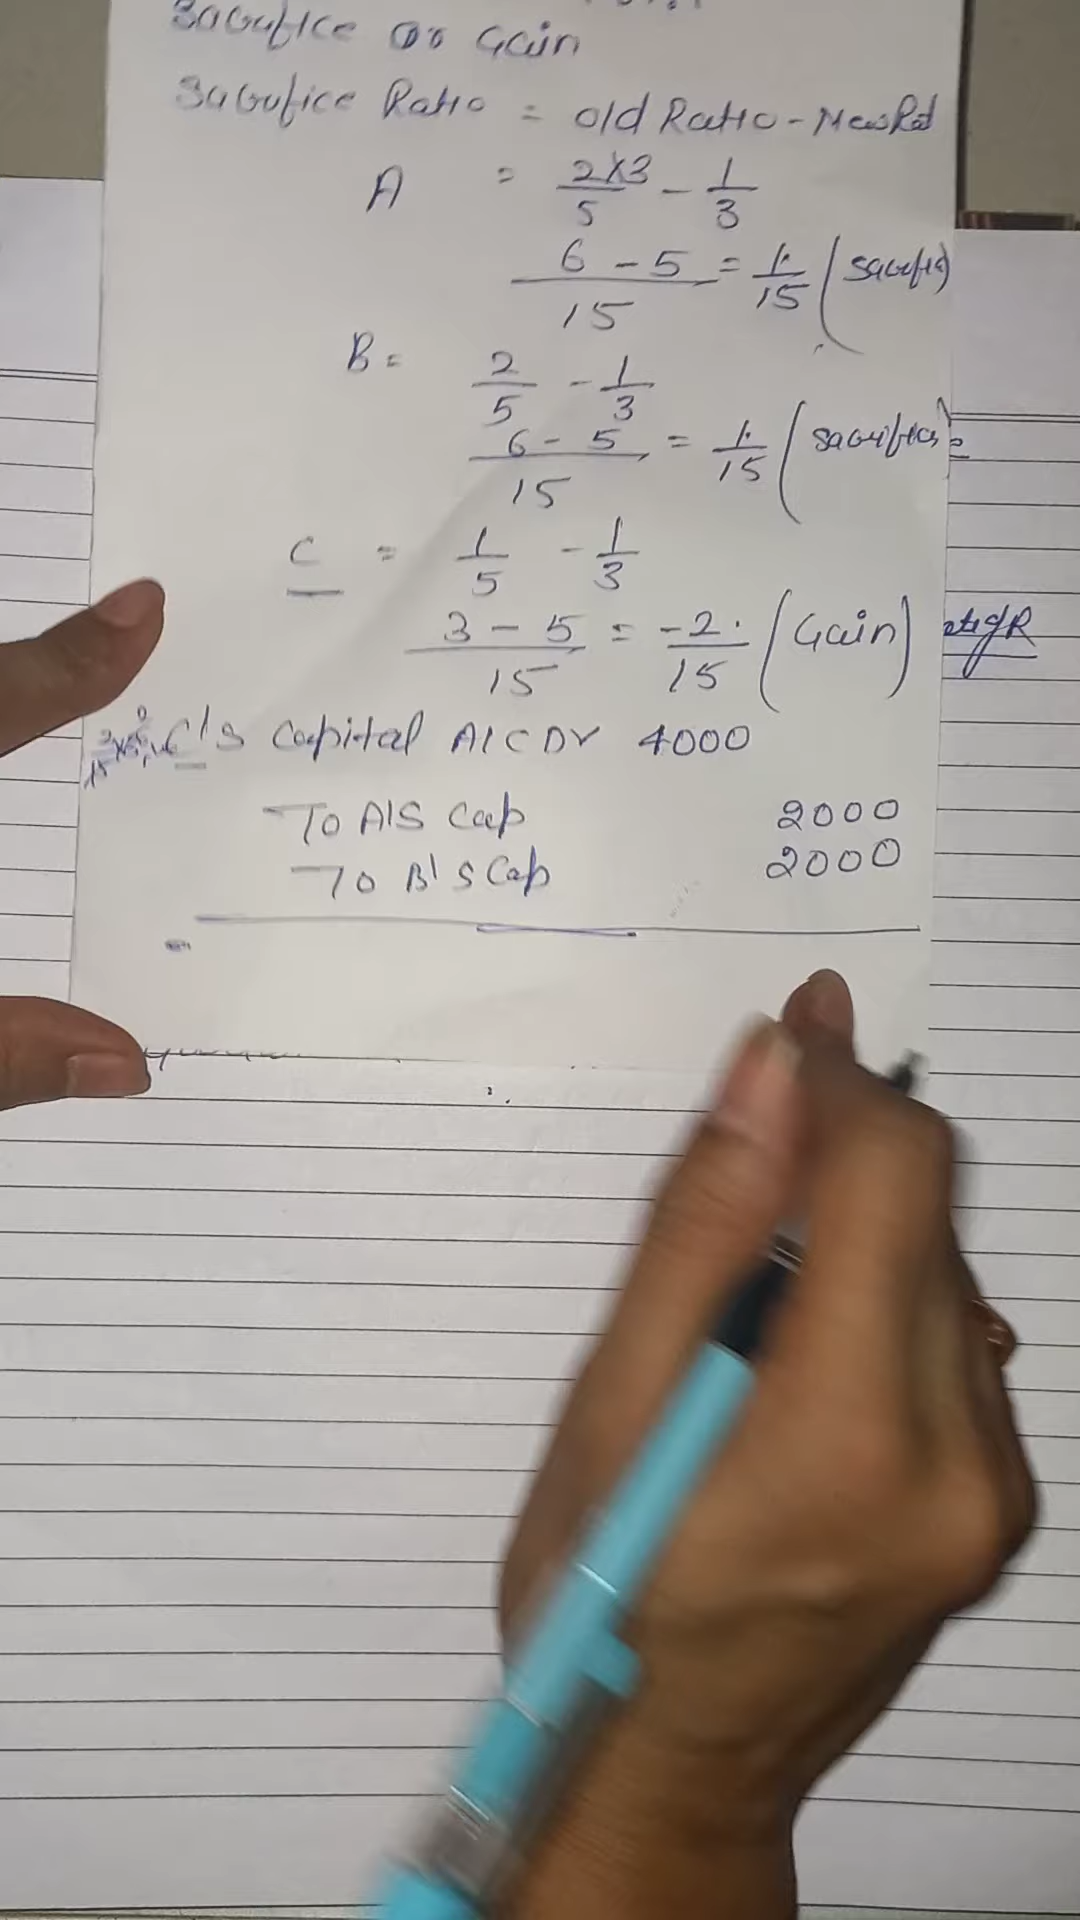 Sacrifice or Gain
Sacrifice Ratio = Old Ratio - New Rat
A = 2x3/5 - 1/3
6 - 5/15 = 1/15 (Sacrifice)
B = 2/5 - 1/3
6 - 5/15 = 1/15 (Sacrifice)
C = 1/5 - 1/3
3 - 5/15 = -2/15 (Gain)
C's Capital A/C Dr 4000
To A's Cap 2000
To B's Cap 2000